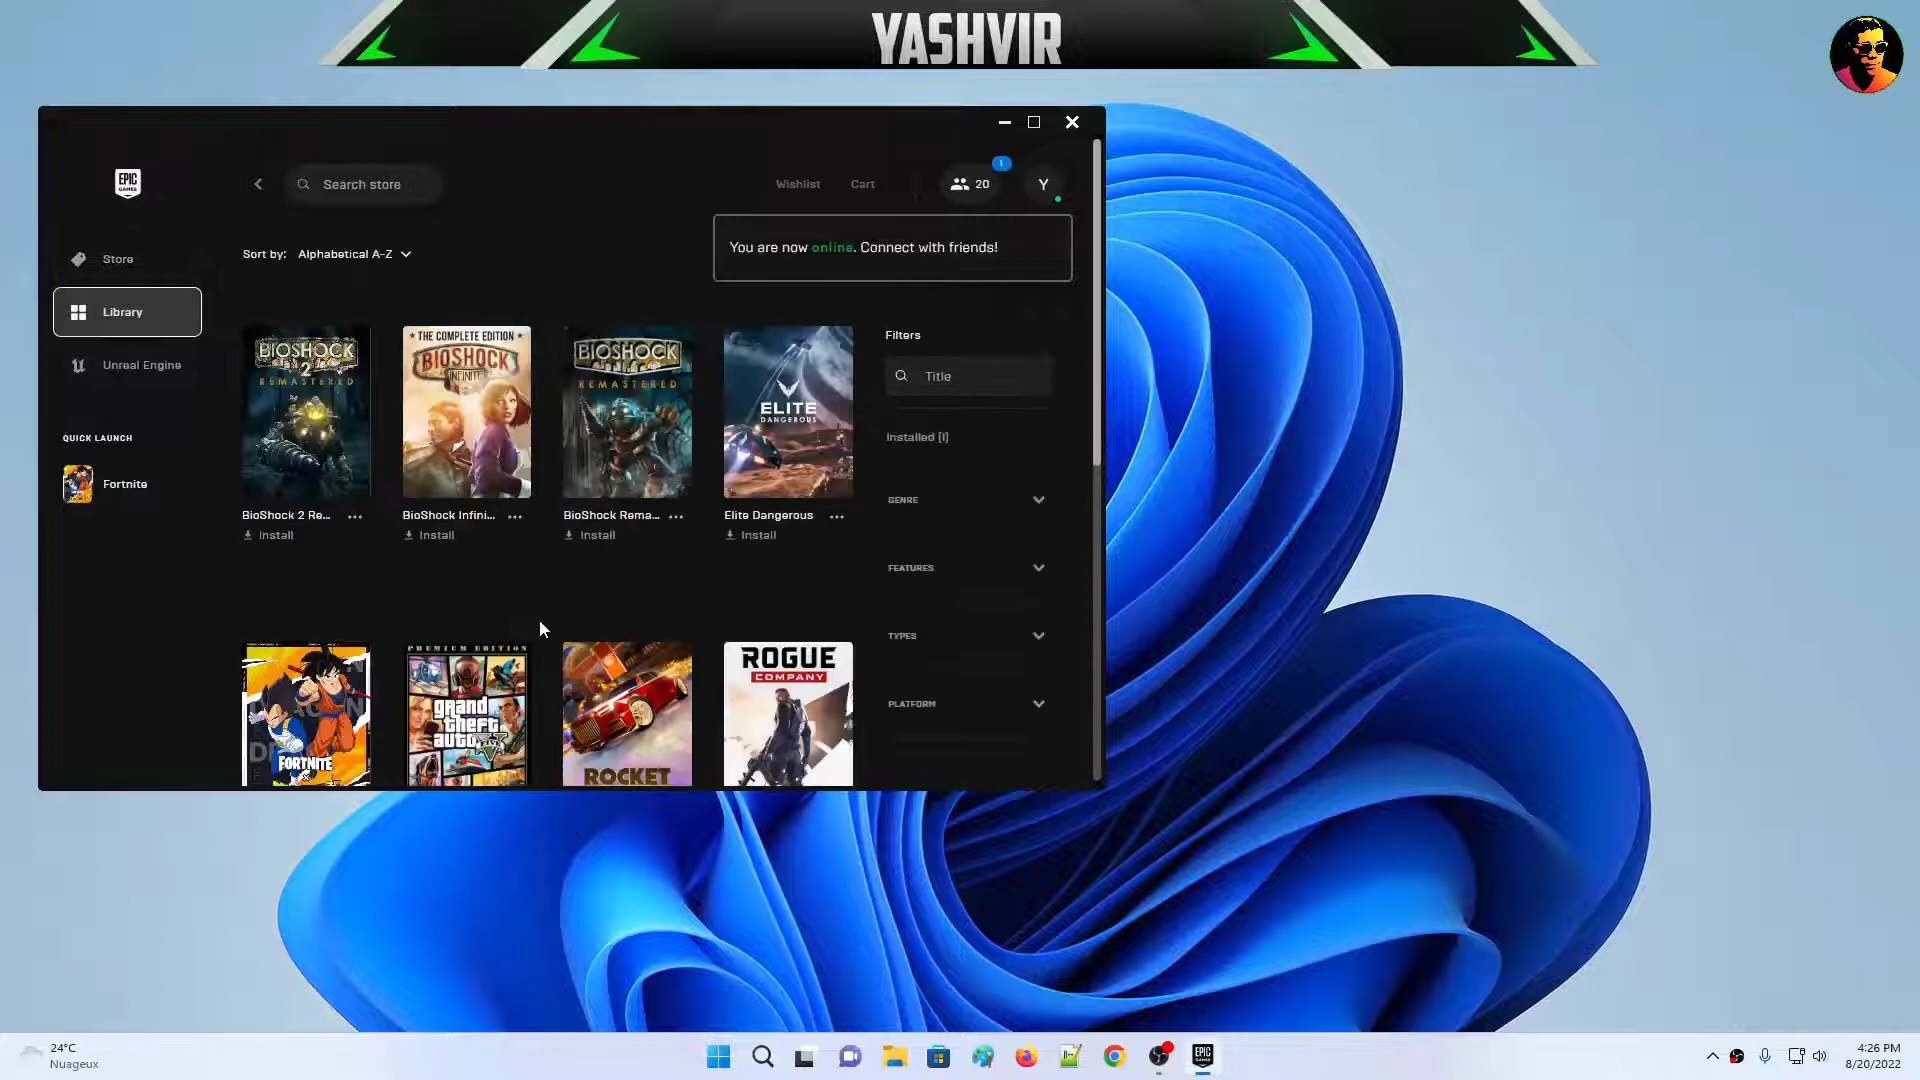 YASHVIR
EPIC
GAMES
Search store
Wishlist
Cart
1
20
Y
You are now online. Connect with friends!
Sort by: Alphabetical A-Z
Store
Library
Unreal Engine
QUICK LAUNCH
Fortnite
BIOSHOCK
2
REMASTERED
THE COMPLETE EDITION
BIOSHOCK
INFINITE
BIOSHOCK
REMASTERED
ELITE
DANGEROUS
BioShock 2 Re...
BioShock Infini...
BioShock Rema...
Elite Dangerous
Install
Install
Install
Install
Filters
Title
Installed (1)
GENRE
FEATURES
TYPES
PLATFORM
FORTNITE
PREMIUM EDITION
grand
theft
auto
V
ROCKET
ROGUE
COMPANY
24°C
Nuageux
EPIC
GAMES
4:26 PM
8/20/2022